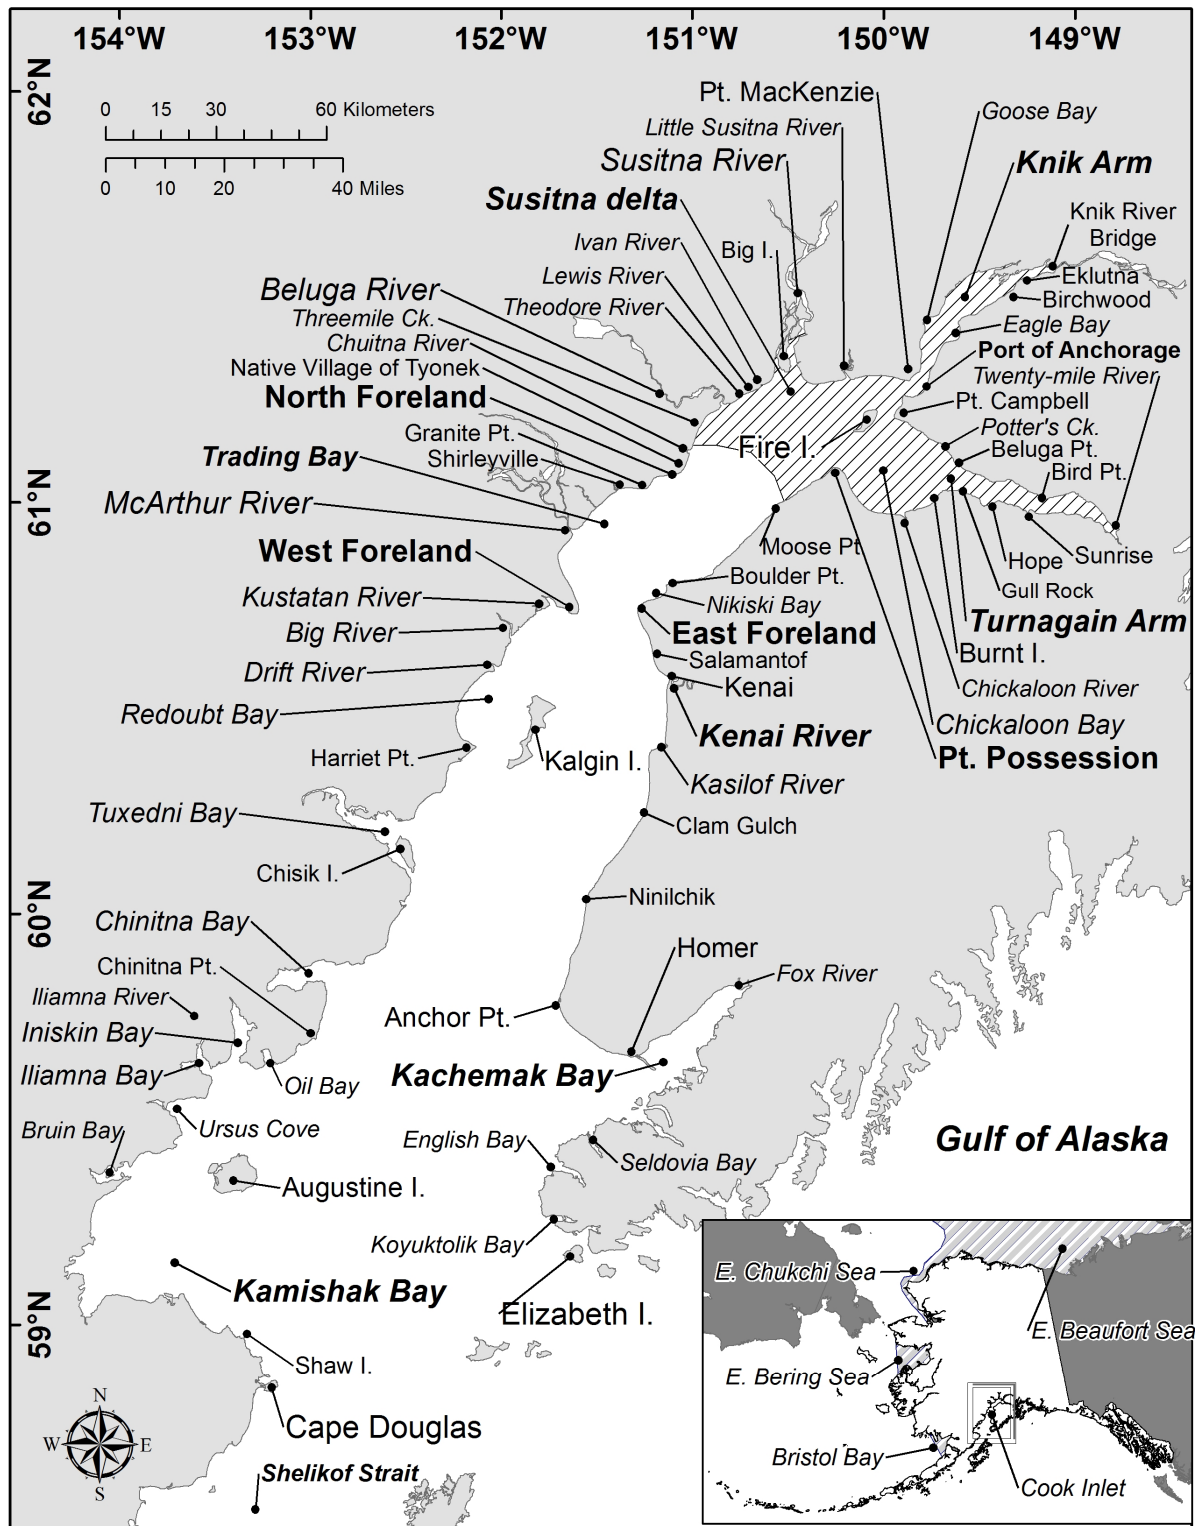 154°W 153°W 152°W 151°W 150°W 149°W
62°N
0 15 30 60 Kilometers
0 10 20 40 Miles
Pt. MacKenzie
Goose Bay
Little Susitna River
Susitna River
Knik Arm
Susitna delta
Knik River
Bridge
Ivan River
Big I.
Lewis River
Eklutna
Beluga River
Theodore River
Birchwood
Threemile Ck.
Eagle Bay
Chuitna River
Port of Anchorage
Native Village of Tyonek
Twenty-mile River
North Foreland
Pt. Campbell
Granite Pt.
Potter's Ck.
Fire I.
Beluga Pt.
Trading Bay
Shirleyville
Bird Pt.
McArthur River
61°N
West Foreland
Moose Pt
Hope
Sunrise
Boulder Pt.
Gull Rock
Kustatan River
Nikiski Bay
Turnagain Arm
Big River
East Foreland
Burnt I.
Salamantof
Drift River
Kenai
Chickaloon River
Redoubt Bay
Chickaloon Bay
Kenai River
Harriet Pt.
Kalgin I.
Pt. Possession
Kasilof River
Tuxedni Bay
Clam Gulch
Chisik I.
Ninilchik
60°N
Chinitna Bay
Homer
Chinitna Pt.
Fox River
Iliamna River
Anchor Pt.
Iniskin Bay
Iliamna Bay
Kachemak Bay
Oil Bay
Bruin Bay
Ursus Cove
English Bay
Gulf of Alaska
Seldovia Bay
Augustine I.
Koyuktolik Bay
Kamishak Bay
Elizabeth I.
59°N
Shaw I.
Cape Douglas
Shelikof Strait
N
W E
S
E. Chukchi Sea
E. Beaufort Sea
E. Bering Sea
Bristol Bay
Cook Inlet